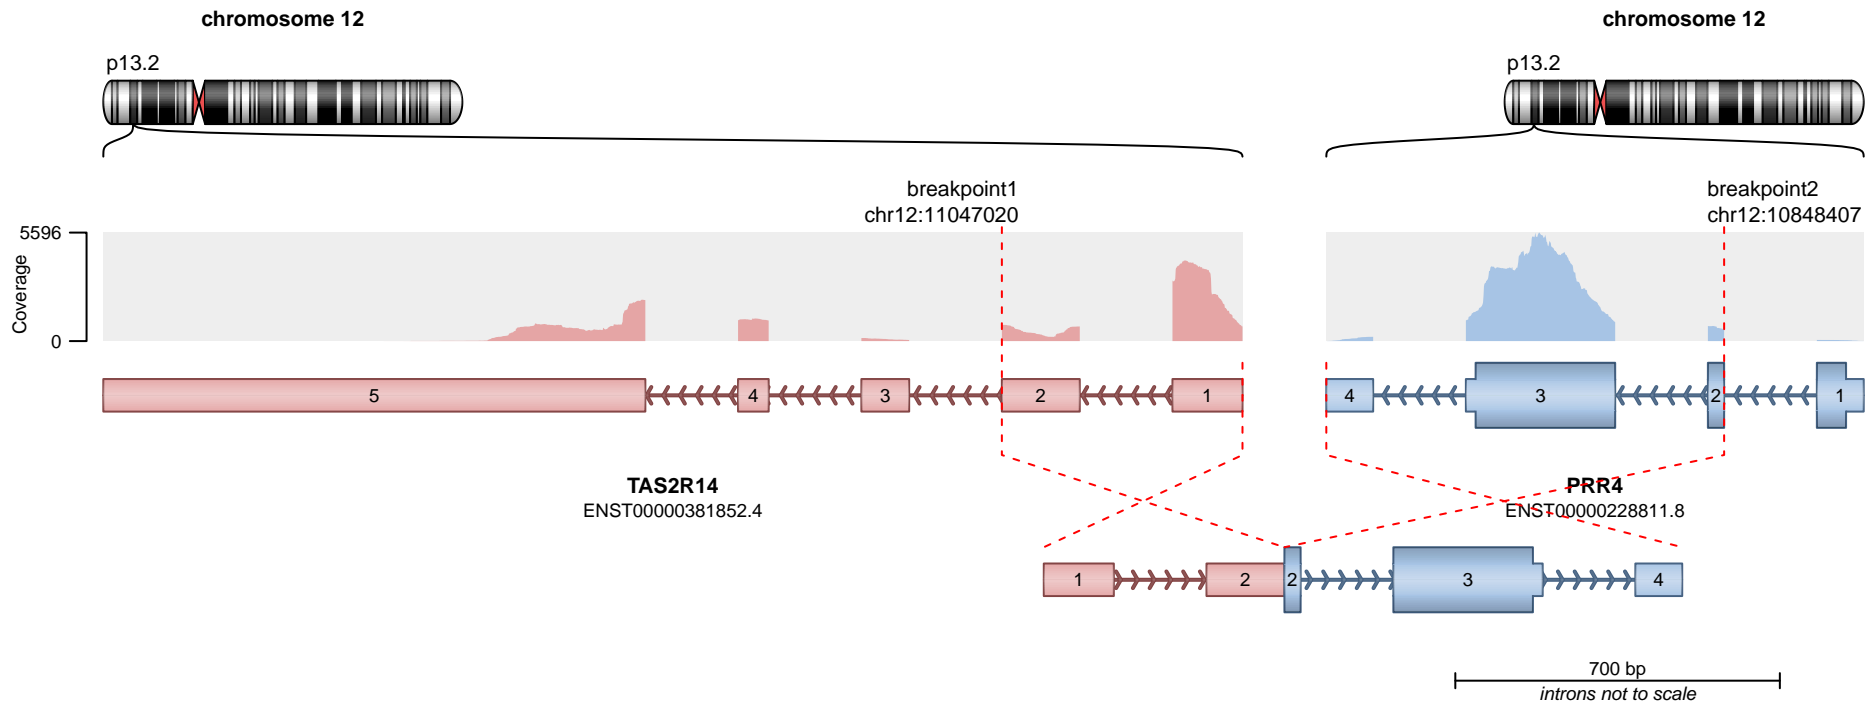 chromosome 12
chromosome 12
p13.2
p13.2
breakpoint1
chr12:11047020
breakpoint2
chr12:10848407
5596
Coverage
0
5
4
3
2
1
4
3
2
1
TAS2R14
ENST00000381852.4
PRR4
ENST00000228811.8
1
2
2
3
4
700 bp
introns not to scale